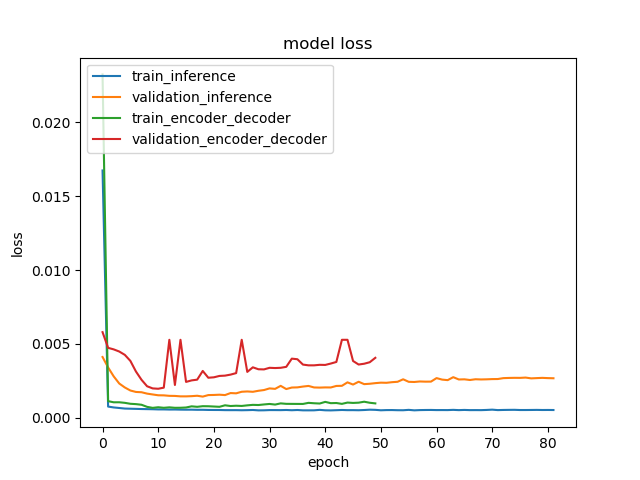 model loss
train_inference
validation_inference
train_encoder_decoder
validation_encoder_decoder
loss
0.020
0.015
0.010
0.005
0.000
0 10 20 30 40 50 60 70 80
epoch